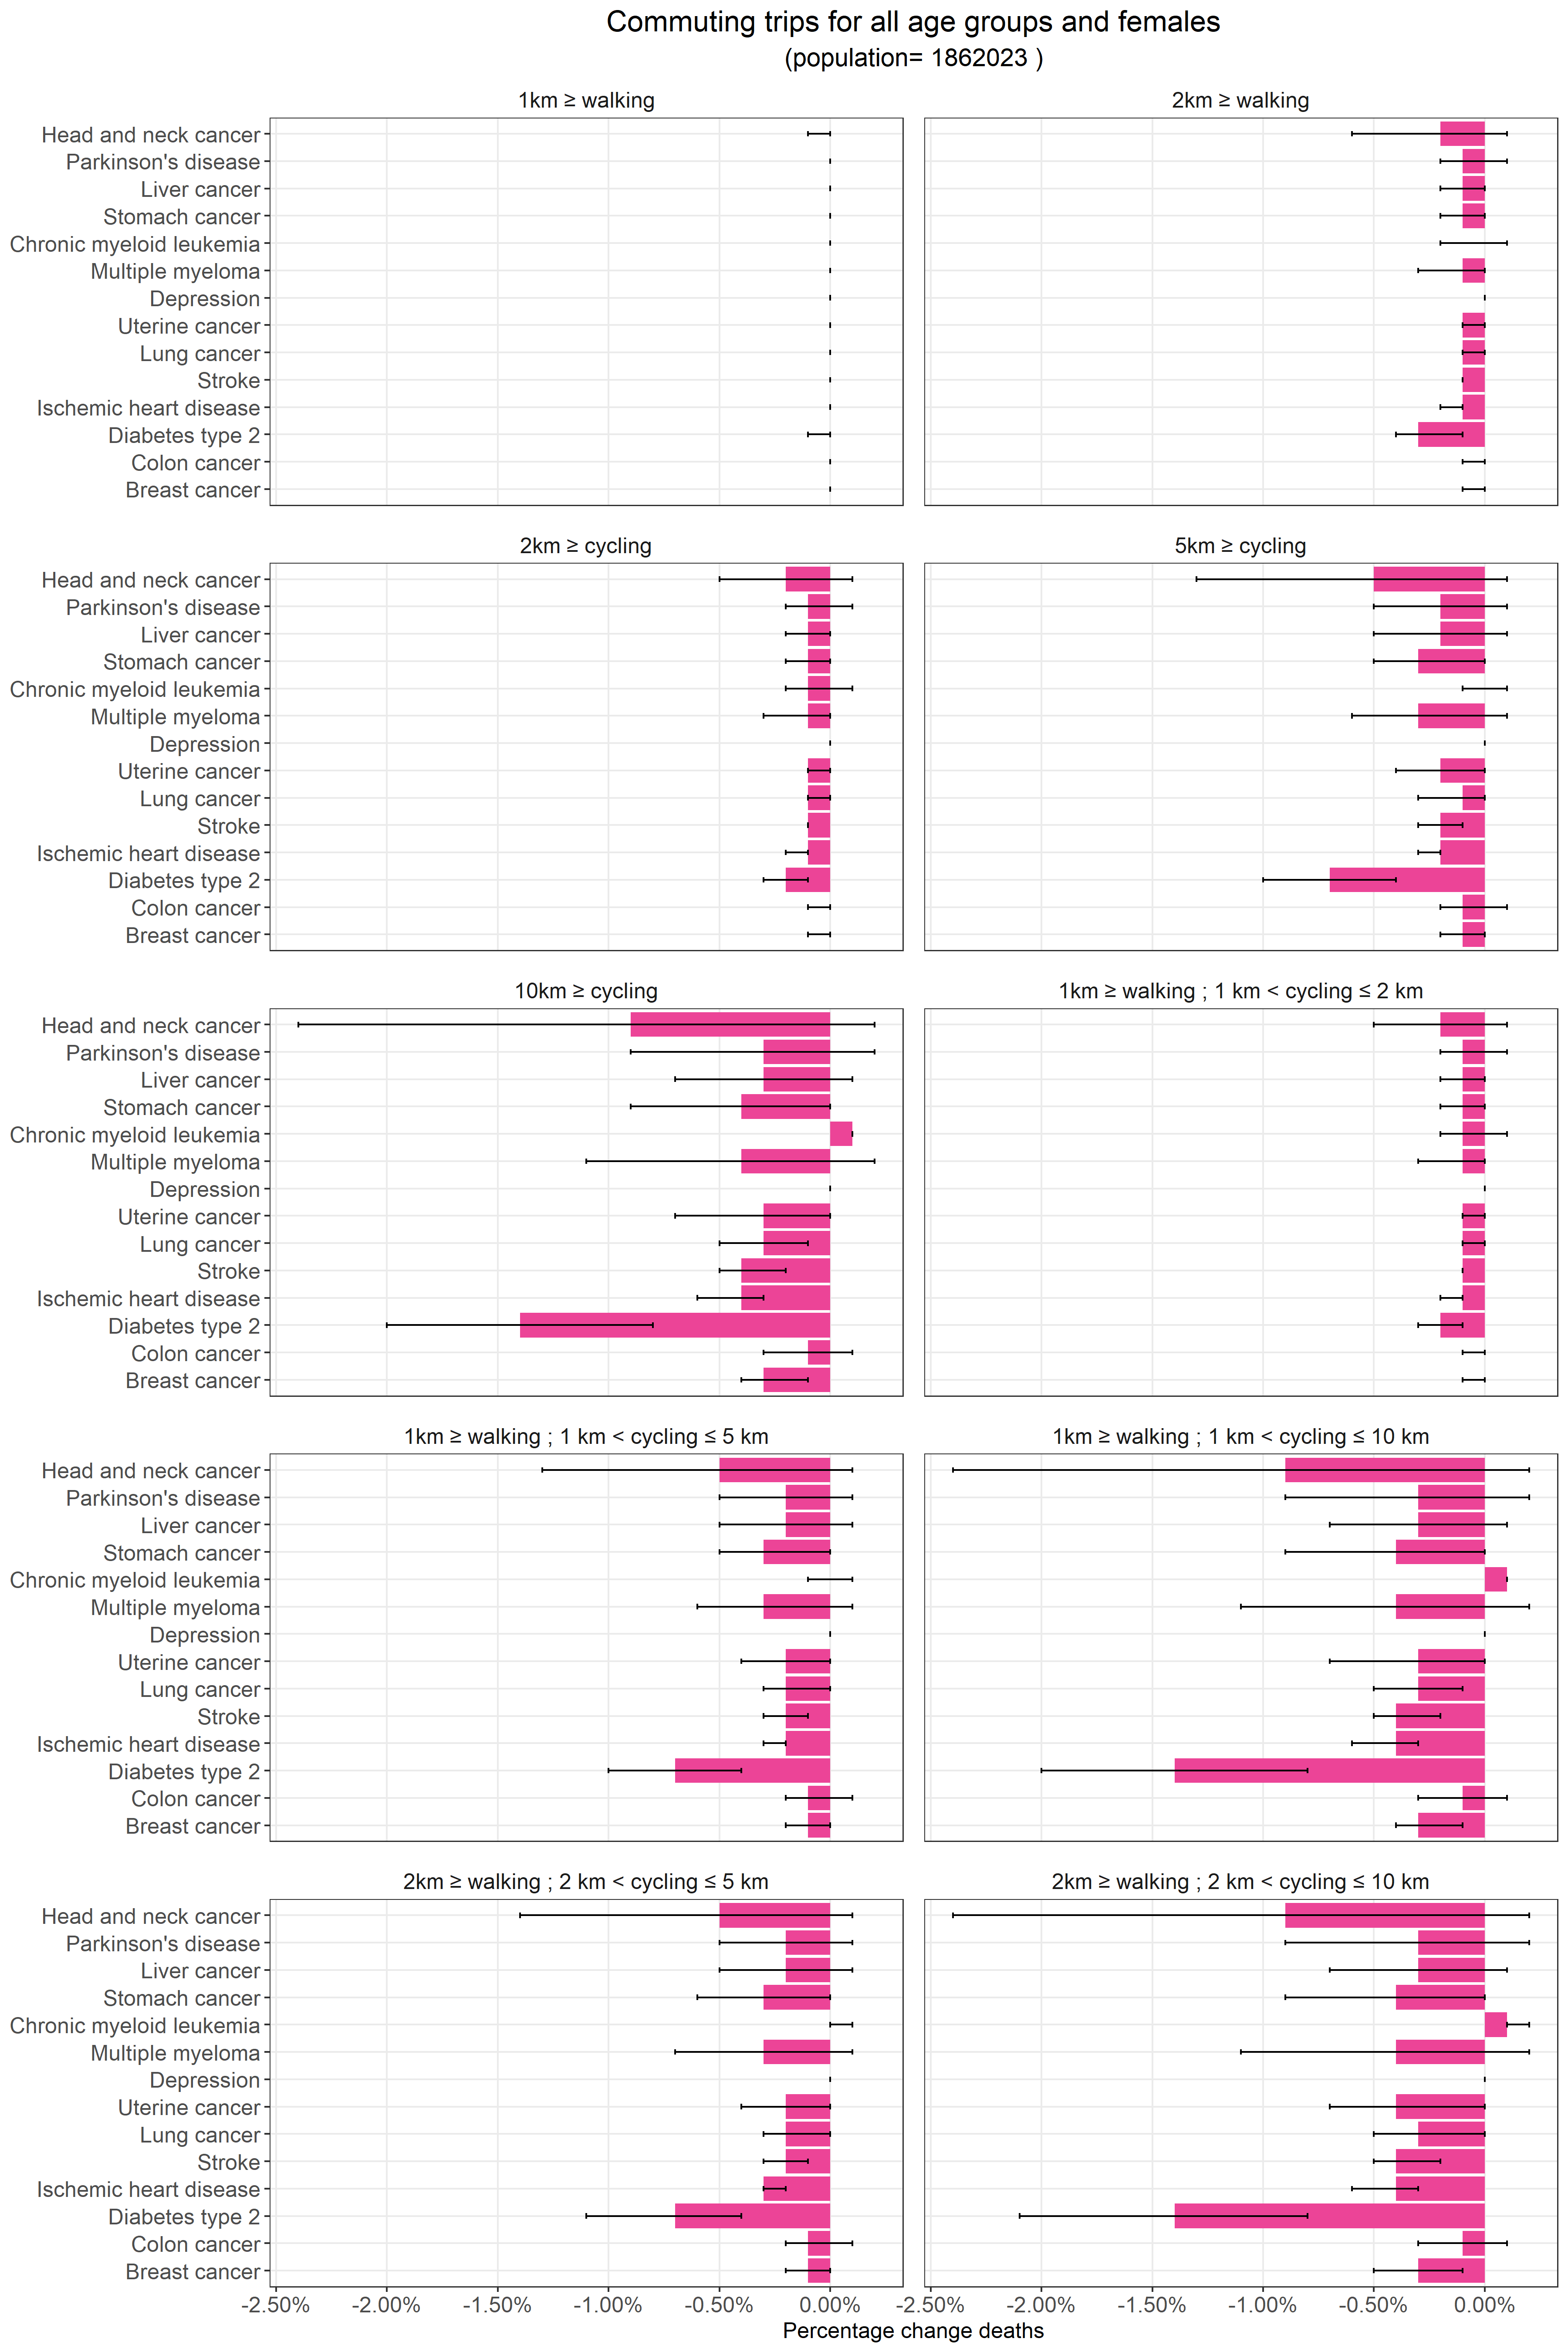 Commuting trips for all age groups and females
(population= 1862023 )
1km ≥ walking
2km ≥ walking
Head and neck cancer
Parkinson's disease
Liver cancer
Stomach cancer
Chronic myeloid leukemia
Multiple myeloma
Depression
Uterine cancer
Lung cancer
Stroke
Ischemic heart disease
Diabetes type 2
Colon cancer
Breast cancer
2km ≥ cycling
5km ≥ cycling
Head and neck cancer
Parkinson's disease
Liver cancer
Stomach cancer
Chronic myeloid leukemia
Multiple myeloma
Depression
Uterine cancer
Lung cancer
Stroke
Ischemic heart disease
Diabetes type 2
Colon cancer
Breast cancer
10km ≥ cycling
1km ≥ walking ; 1 km < cycling ≤ 2 km
Head and neck cancer
Parkinson's disease
Liver cancer
Stomach cancer
Chronic myeloid leukemia
Multiple myeloma
Depression
Uterine cancer
Lung cancer
Stroke
Ischemic heart disease
Diabetes type 2
Colon cancer
Breast cancer
1km ≥ walking ; 1 km < cycling ≤ 5 km
1km ≥ walking ; 1 km < cycling ≤ 10 km
Head and neck cancer
Parkinson's disease
Liver cancer
Stomach cancer
Chronic myeloid leukemia
Multiple myeloma
Depression
Uterine cancer
Lung cancer
Stroke
Ischemic heart disease
Diabetes type 2
Colon cancer
Breast cancer
2km ≥ walking ; 2 km < cycling ≤ 5 km
2km ≥ walking ; 2 km < cycling ≤ 10 km
Head and neck cancer
Parkinson's disease
Liver cancer
Stomach cancer
Chronic myeloid leukemia
Multiple myeloma
Depression
Uterine cancer
Lung cancer
Stroke
Ischemic heart disease
Diabetes type 2
Colon cancer
Breast cancer
-2.50% -2.00% -1.50% -1.00% -0.50% 0.00% -2.50% -2.00% -1.50% -1.00% -0.50% 0.00%
Percentage change deaths